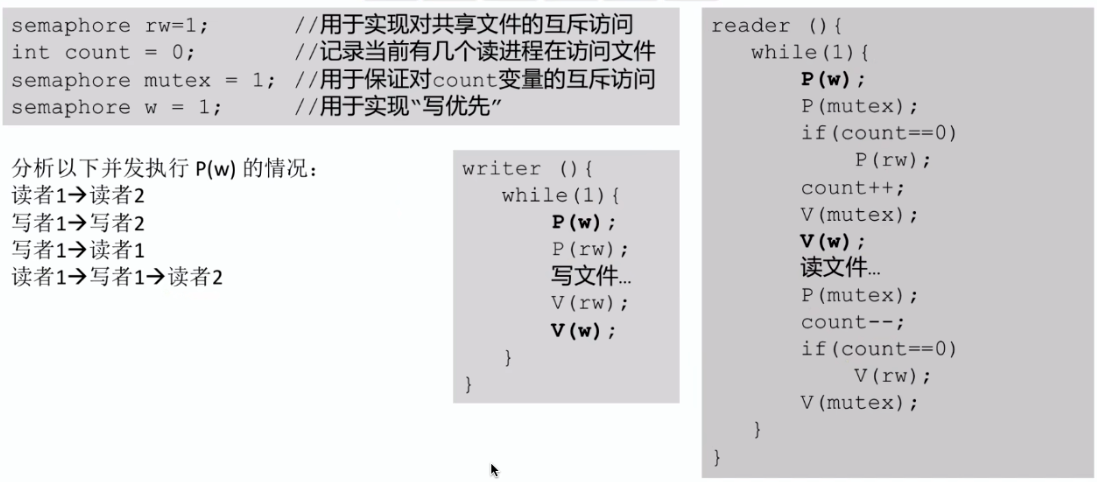 semaphore rw=1;    //用于实现对共享文件的互斥访问
int count = 0;    //记录当前有几个读进程在访问文件
semaphore mutex = 1; //用于保证对count变量的互斥访问
semaphore w = 1;    //用于实现“写优先”
分析以下并发执行 P(w) 的情况：
读者1→读者2
写者1→写者2
写者1→读者1
读者1→写者1→读者2
writer (){
while(1){
P(w);
P(rw);
写文件…
V(rw);
V(w);
}
}
reader (){
while(1){
P(w);
P(mutex);
if(count==0)
P(rw);
count++;
V(mutex);
V(w);
读文件…
P(mutex);
count--;
if(count==0)
V(rw);
V(mutex);
}
}